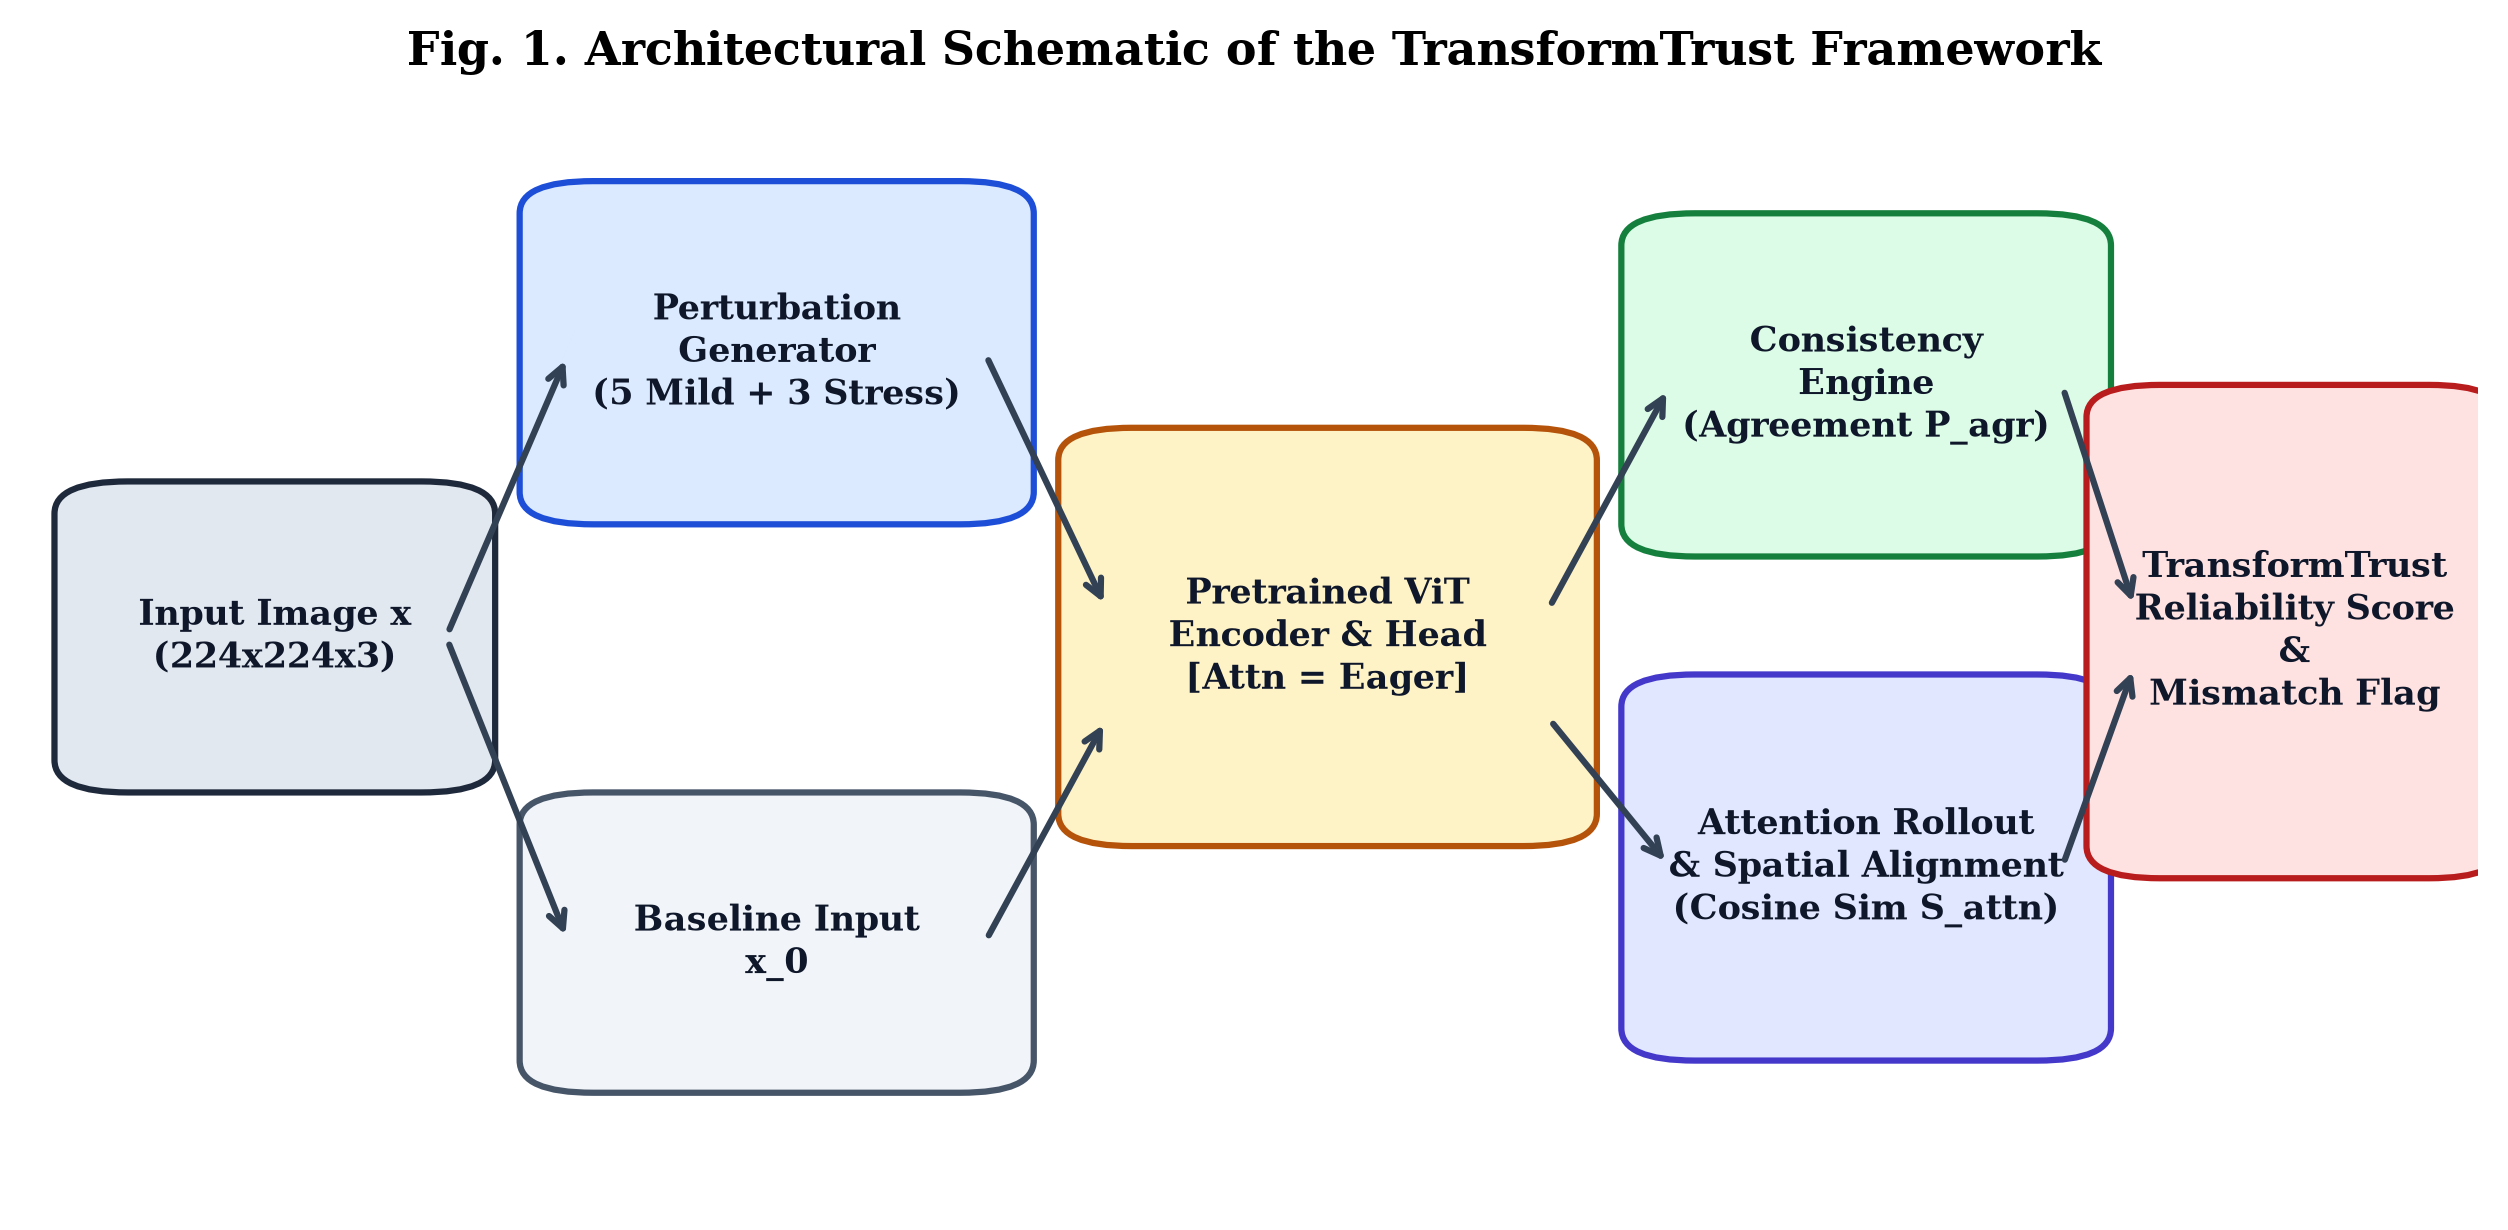 Fig. 1. Architectural Schematic of the TransformTrust Framework
Input Image x
(224x224x3)
Perturbation
Generator
(5 Mild + 3 Stress)
Baseline Input
x_0
Pretrained ViT
Encoder & Head
[Attn = Eager]
Consistency
Engine
(Agreement P_agr)
Attention Rollout
& Spatial Alignment
(Cosine Sim S_attn)
TransformTrust
Reliability Score
&
Mismatch Flag